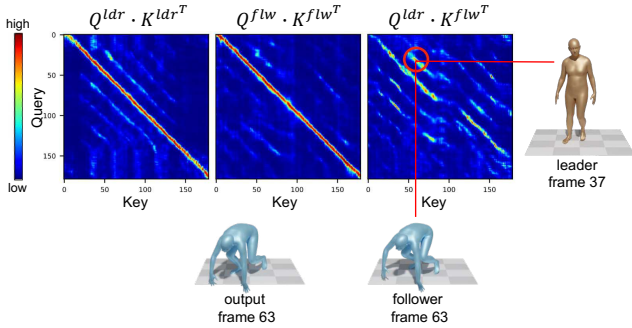 Q^{ldr} · K^{ldr^T} Q^{flw} · K^{flw^T} Q^{ldr} · K^{flw^T}
high
low
Query
0
50
100
150
0 50 100 150
0 50 100 150
0 50 100 150
Key Key Key
leader
frame 37
output
frame 63
follower
frame 63